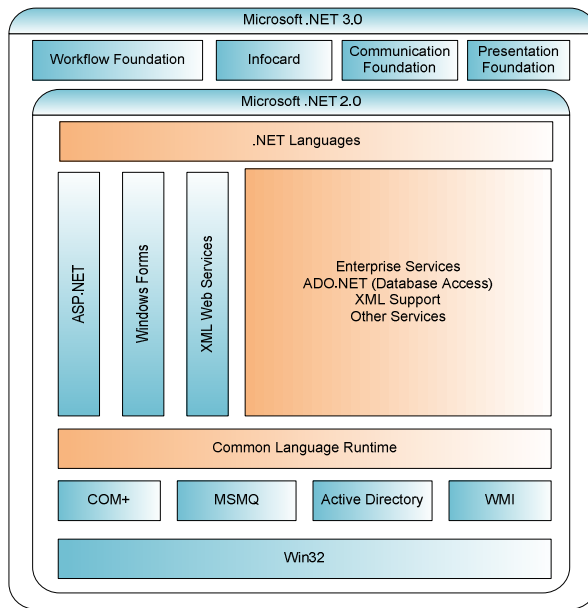 Microsoft .NET 3.0
Workflow Foundation
Infocard
Communication
Foundation
Presentation
Foundation
Microsoft .NET 2.0
.NET Languages
ASP.NET
Windows Forms
XML Web Services
Enterprise Services
ADO.NET (Database Access)
XML Support
Other Services
Common Language Runtime
COM+
MSMQ
Active Directory
WMI
Win32